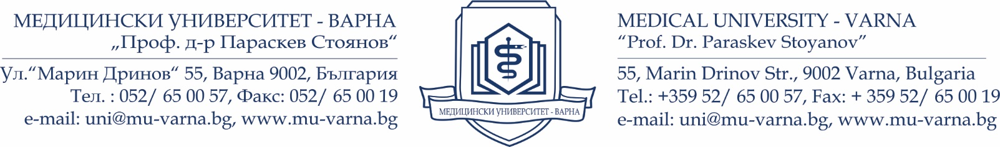 МЕДИЦИНСКИ УНИВЕРСИТЕТ - ВАРНА
„Проф. д-р Параскев Стоянов“
Ул.“Марин Дринов“ 55, Варна 9002, България
Тел. : 052/ 65 00 57, Факс: 052/ 65 00 19
e-mail: uni@mu-varna.bg, www.mu-varna.bg
МЕДИЦИНСКИ УНИВЕРСИТЕТ - ВАРНА
MEDICAL UNIVERSITY - VARNA
“Prof. Dr. Paraskev Stoyanov”
55, Marin Drinov Str., 9002 Varna, Bulgaria
Tel.: +359 52/ 65 00 57, Fax: + 359 52/ 65 00 19
e-mail: uni@mu-varna.bg, www.mu-varna.bg